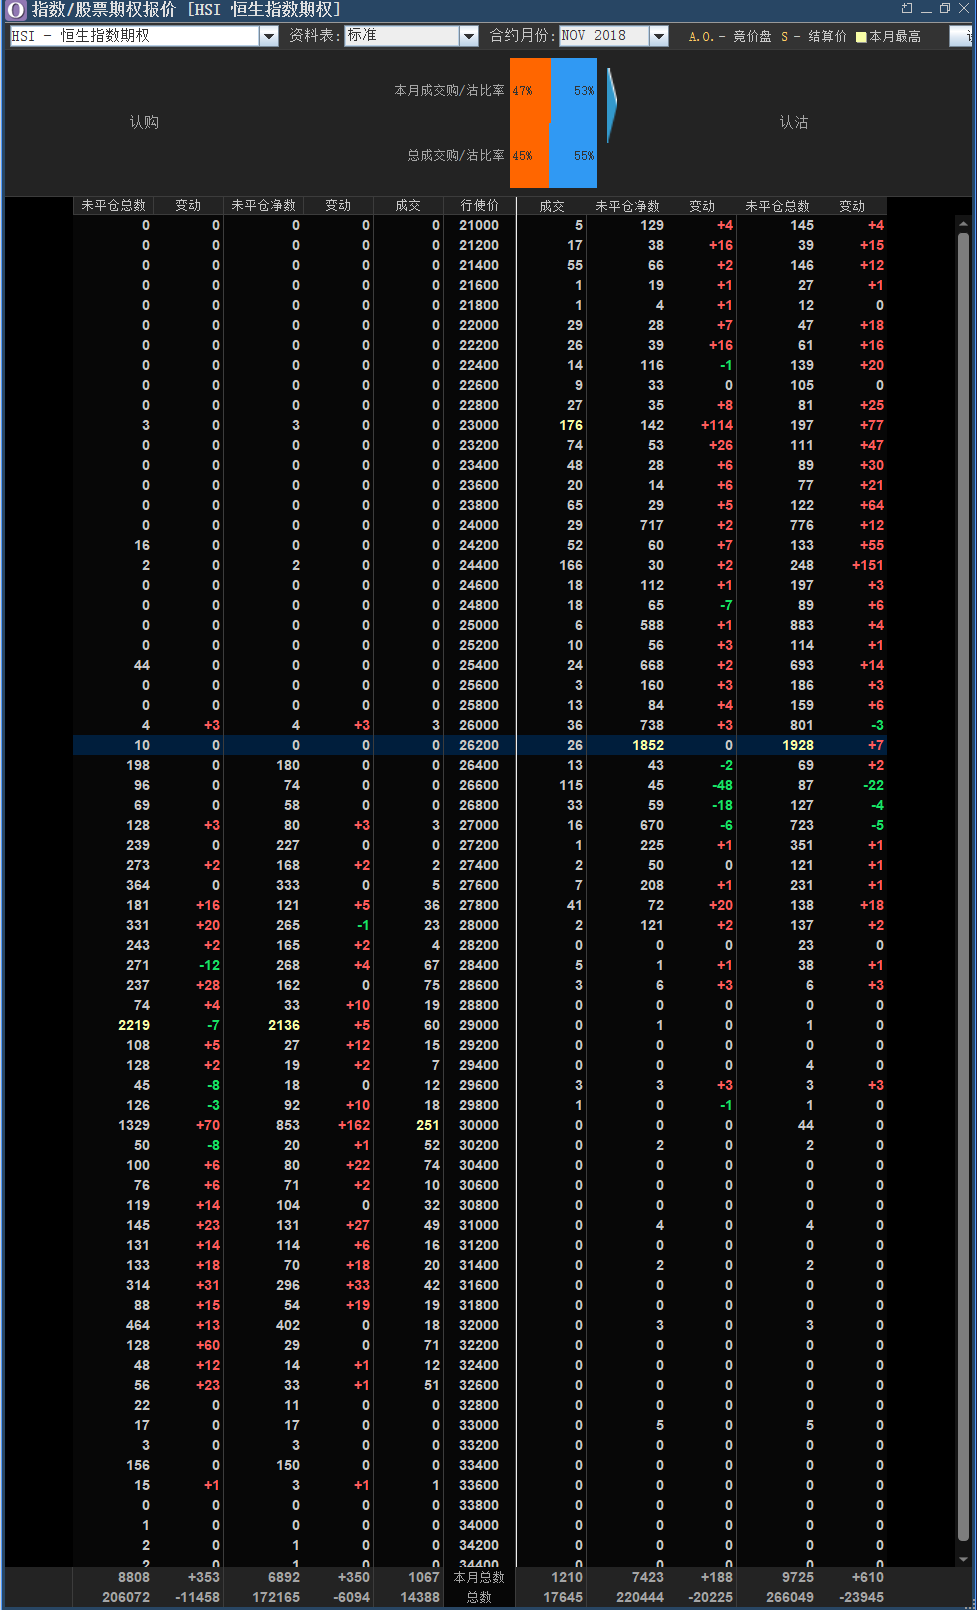 指数/股票期权报价 [HSI 恒生指数期权]
HSI - 恒生指数期权 资料表: 标准 合约月份: NOV 2018 A.O. - 竞价盘 S - 结算价 本月最高
本月成交购/沽比率 47% 53%
认购 认沽
总成交购/沽比率 45% 55%
未平仓总数 变动 未平仓净数 变动 成交 行使价 成交 未平仓净数 变动 未平仓总数 变动
0 0 0 0 0 21000 5 129 +4 145 +4
0 0 0 0 0 21200 17 38 +16 39 +15
0 0 0 0 0 21400 55 66 +2 146 +12
0 0 0 0 0 21600 1 19 +1 27 +1
0 0 0 0 0 21800 1 4 +1 12 0
0 0 0 0 0 22000 29 28 +7 47 +18
0 0 0 0 0 22200 26 39 +16 61 +16
0 0 0 0 0 22400 14 116 -1 139 +20
0 0 0 0 0 22600 9 33 0 105 0
0 0 0 0 0 22800 27 35 +8 81 +25
3 0 3 0 0 23000 176 142 +114 197 +77
0 0 0 0 0 23200 74 53 +26 111 +47
0 0 0 0 0 23400 48 28 +6 89 +30
0 0 0 0 0 23600 20 14 +6 77 +21
0 0 0 0 0 23800 65 29 +5 122 +64
0 0 0 0 0 24000 29 717 +2 776 +12
16 0 0 0 0 24200 52 60 +7 133 +55
2 0 2 0 0 24400 166 30 +2 248 +151
0 0 0 0 0 24600 18 112 +1 197 +3
0 0 0 0 0 24800 18 65 -7 89 +6
0 0 0 0 0 25000 6 588 +1 883 +4
0 0 0 0 0 25200 10 56 +3 114 +1
44 0 0 0 0 25400 24 668 +2 693 +14
0 0 0 0 0 25600 3 160 +3 186 +3
0 0 0 0 0 25800 13 84 +4 159 +6
4 +3 4 +3 3 26000 36 738 +3 801 -3
10 0 0 0 0 26200 26 1852 0 1928 +7
198 0 180 0 0 26400 13 43 -2 69 +2
96 0 74 0 0 26600 115 45 -48 87 -22
69 0 58 0 0 26800 33 59 -18 127 -4
128 +3 80 +3 3 27000 16 670 -6 723 -5
239 0 227 0 0 27200 1 225 +1 351 +1
273 +2 168 +2 2 27400 2 50 0 121 +1
364 0 333 0 5 27600 7 208 +1 231 +1
181 +16 121 +5 36 27800 41 72 +20 138 +18
331 +20 265 -1 23 28000 2 121 +2 137 +2
243 +2 165 +2 4 28200 0 0 0 23 0
271 -12 268 +4 67 28400 5 1 +1 38 +1
237 +28 162 0 75 28600 3 6 +3 6 +3
74 +4 33 +10 19 28800 0 0 0 0 0
2219 -7 2136 +5 60 29000 0 1 0 1 0
108 +5 27 +12 15 29200 0 0 0 0 0
128 +2 19 +2 7 29400 0 0 0 4 0
45 -8 18 0 12 29600 3 3 +3 3 +3
126 -3 92 +10 18 29800 1 0 -1 1 0
1329 +70 853 +162 251 30000 0 0 0 44 0
50 -8 20 +1 52 30200 0 2 0 2 0
100 +6 80 +22 74 30400 0 0 0 0 0
76 +6 71 +2 10 30600 0 0 0 0 0
119 +14 104 0 32 30800 0 0 0 0 0
145 +23 131 +27 49 31000 0 4 0 4 0
131 +14 114 +6 16 31200 0 0 0 0 0
133 +18 70 +18 20 31400 0 2 0 2 0
314 +31 296 +33 42 31600 0 0 0 0 0
88 +15 54 +19 19 31800 0 0 0 0 0
464 +13 402 0 18 32000 0 3 0 3 0
128 +60 29 0 71 32200 0 0 0 0 0
48 +12 14 +1 12 32400 0 0 0 0 0
56 +23 33 +1 51 32600 0 0 0 0 0
22 0 11 0 0 32800 0 0 0 0 0
17 0 17 0 0 33000 0 5 0 5 0
3 0 3 0 0 33200 0 0 0 0 0
156 0 150 0 0 33400 0 0 0 0 0
15 +1 3 +1 1 33600 0 0 0 0 0
0 0 0 0 0 33800 0 0 0 0 0
1 0 0 0 0 34000 0 0 0 0 0
2 0 1 0 0 34200 0 0 0 0 0
2 0 1 0 0 34400 0 0 0 0 0
8808 +353 6892 +350 1067 本月总数 1210 7423 +188 9725 +610
206072 -11458 172165 -6094 14388 总数 17645 220444 -20225 266049 -23945